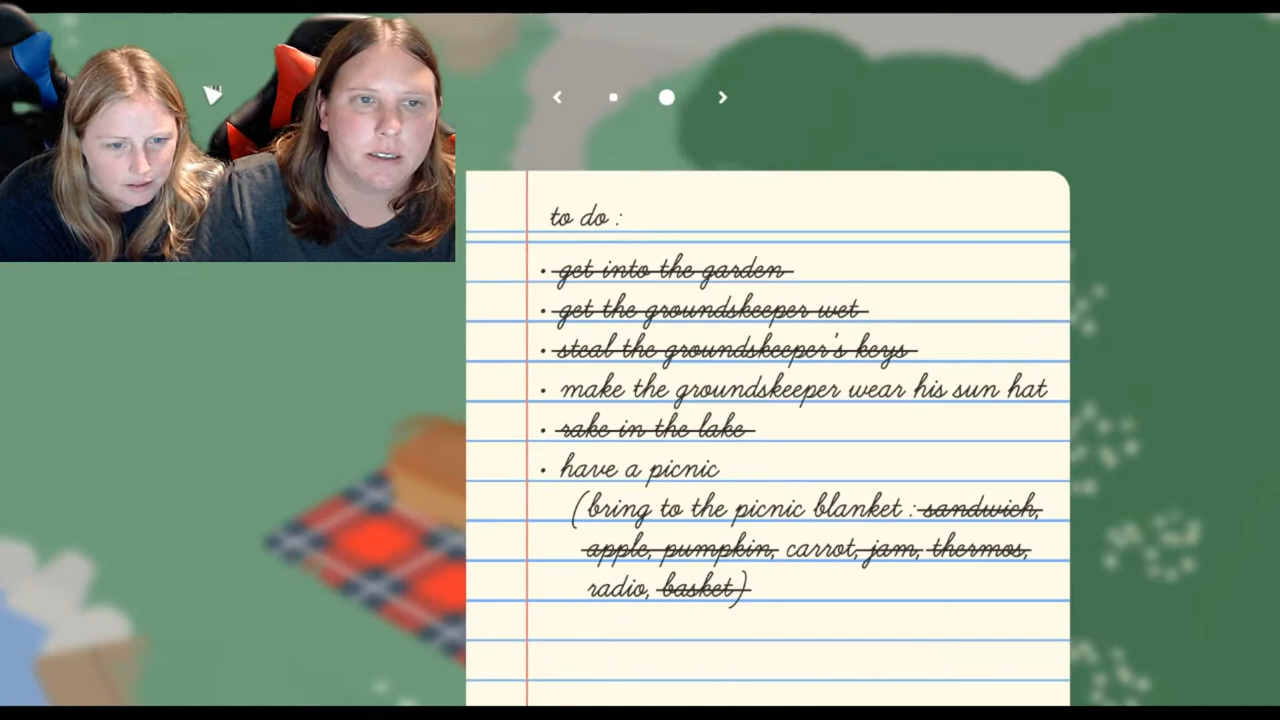 to do :
• get into the garden
• get the groundskeeper wet
• steal the groundskeeper's keys
• make the groundskeeper wear his sun hat
• rake in the lake
• have a picnic
(bring to the picnic blanket : sandwich,
apple, pumpkin, carrot, jam, thermos,
radio, basket)